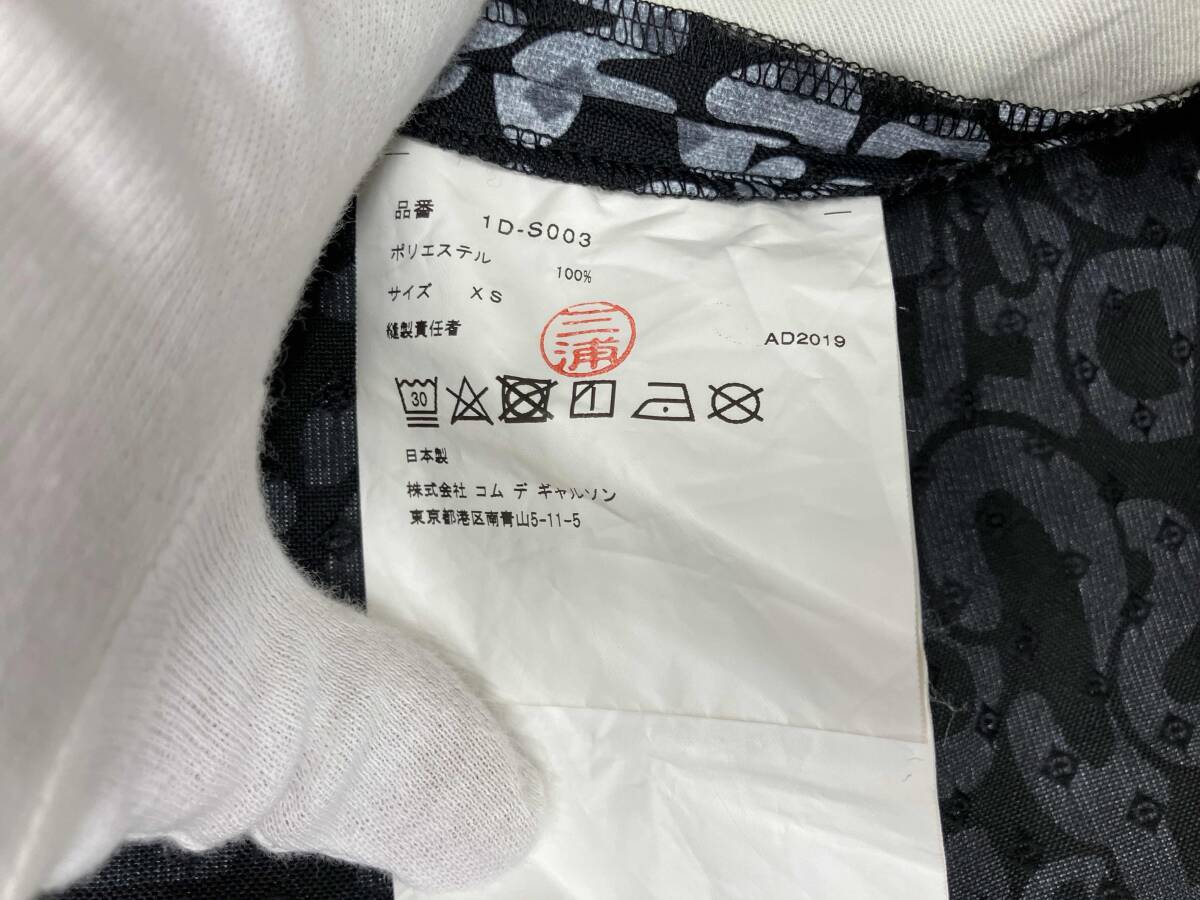 品番 1D-S003
ポリエステル 100%
サイズ XS
縫製責任者 三浦 AD2019
30
日本製
株式会社 コム デ ギャルソン
東京都港区南青山5-11-5